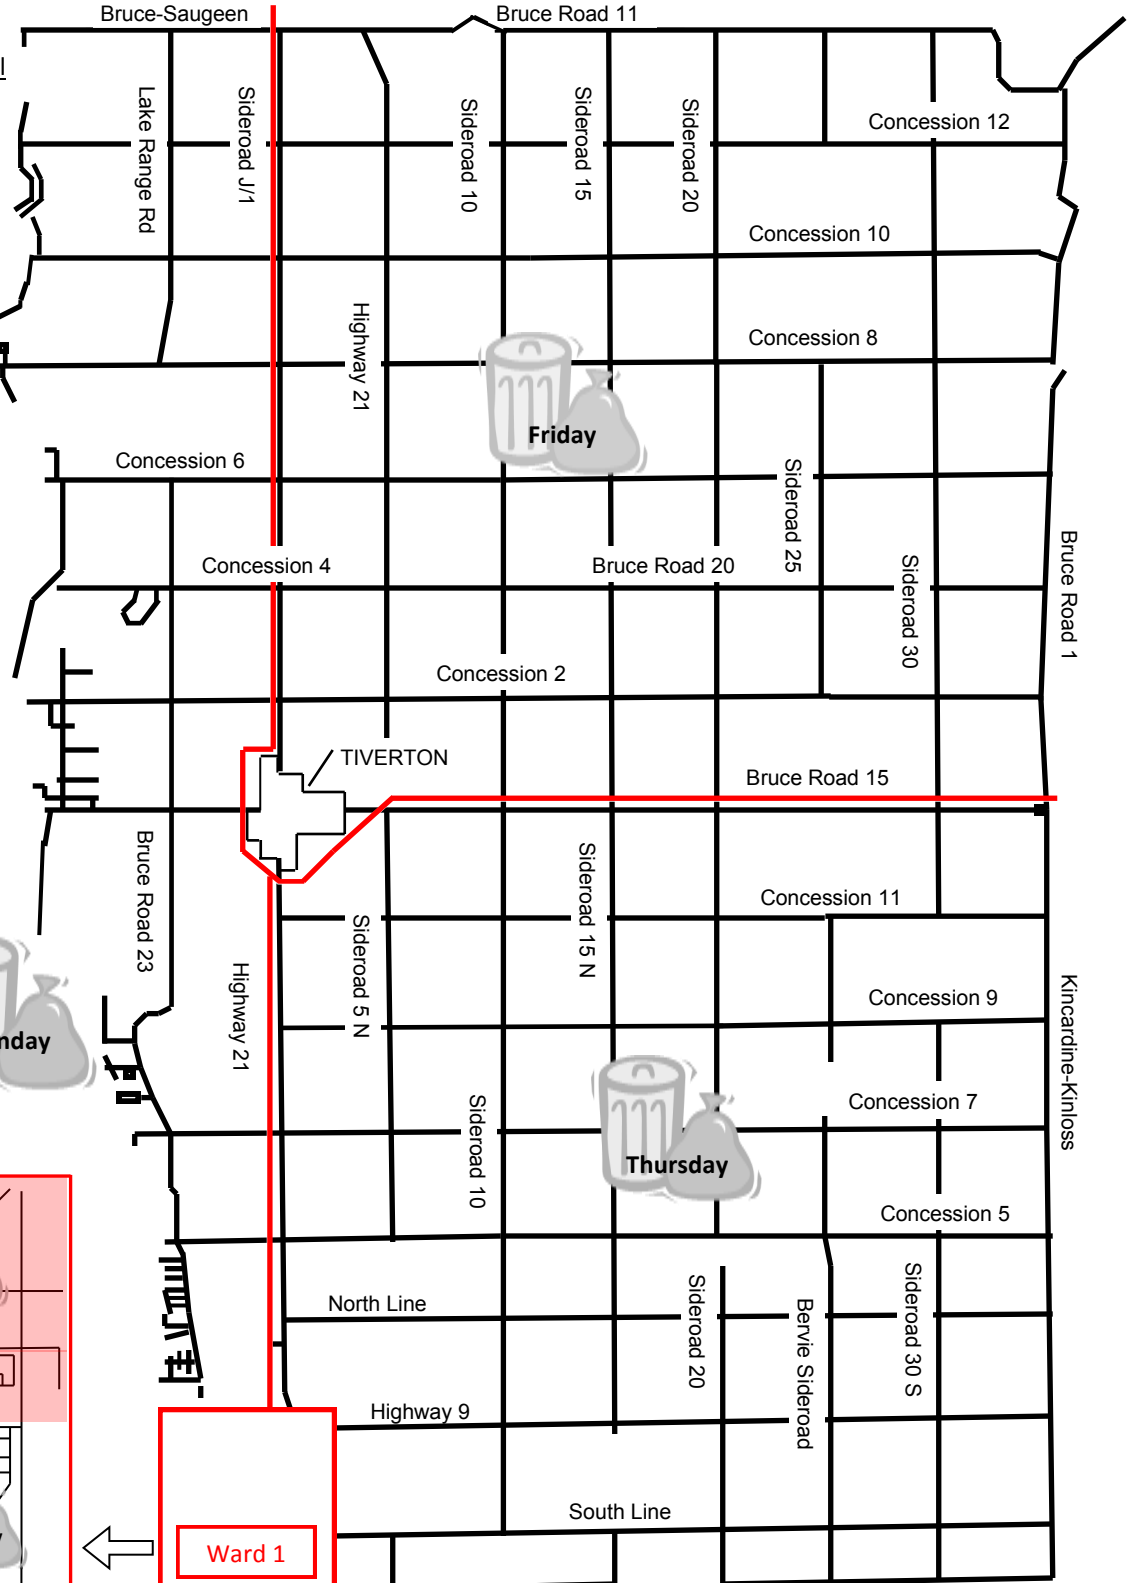 Bruce-Saugeen
Bruce Road 11
Lake Range Rd
Sideroad J/1
Sideroad 10
Sideroad 15
Sideroad 20
Concession 12
Concession 10
Highway 21
Concession 8
Friday
Concession 6
Sideroad 25
Concession 4
Bruce Road 20
Sideroad 30
Bruce Road 1
Concession 2
TIVERTON
Bruce Road 15
Bruce Road 23
Sideroad 15 N
Concession 11
Highway 21
Sideroad 5 N
Concession 9
Kincardine-Kinloss
nday
Sideroad 10
Concession 7
Thursday
Concession 5
North Line
Sideroad 20
Bervie Sideroad
Sideroad 30 S
Highway 9
South Line
Ward 1